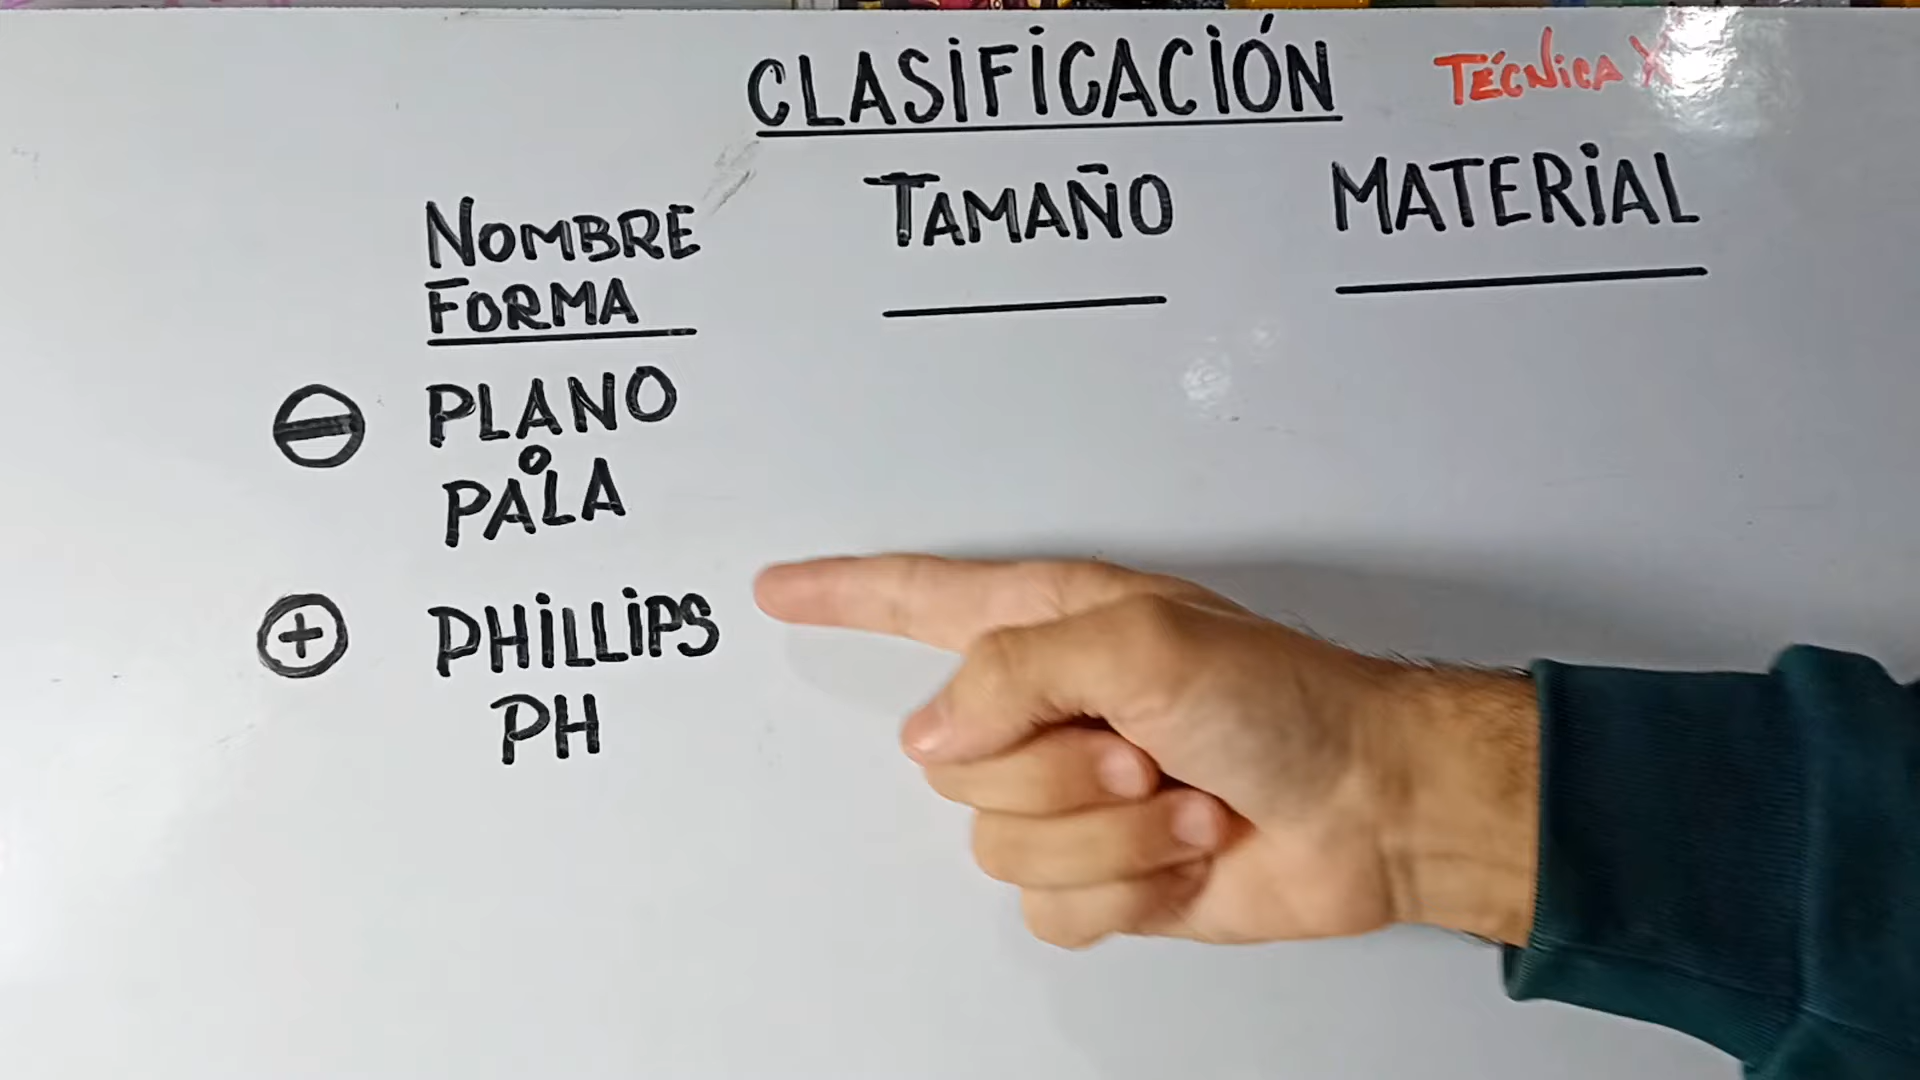 CLASIFICACIÓN
TÉCNICA X
NOMBRE
FORMA
TAMAÑO
MATERIAL
PLANO
O
PALA
PHILLIPS
PH